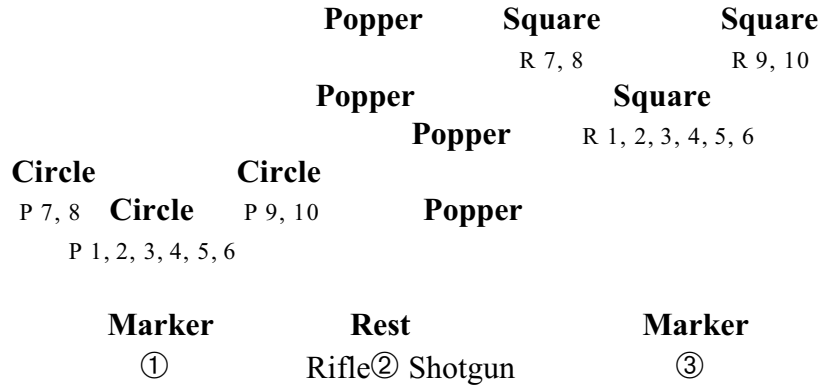 Popper Square Square
R 7, 8 R 9, 10
Popper Square
Popper R 1, 2, 3, 4, 5, 6
Circle Circle
P 7, 8 Circle P 9, 10 Popper
P 1, 2, 3, 4, 5, 6
Marker Rest Marker
① Rifle② Shotgun ③